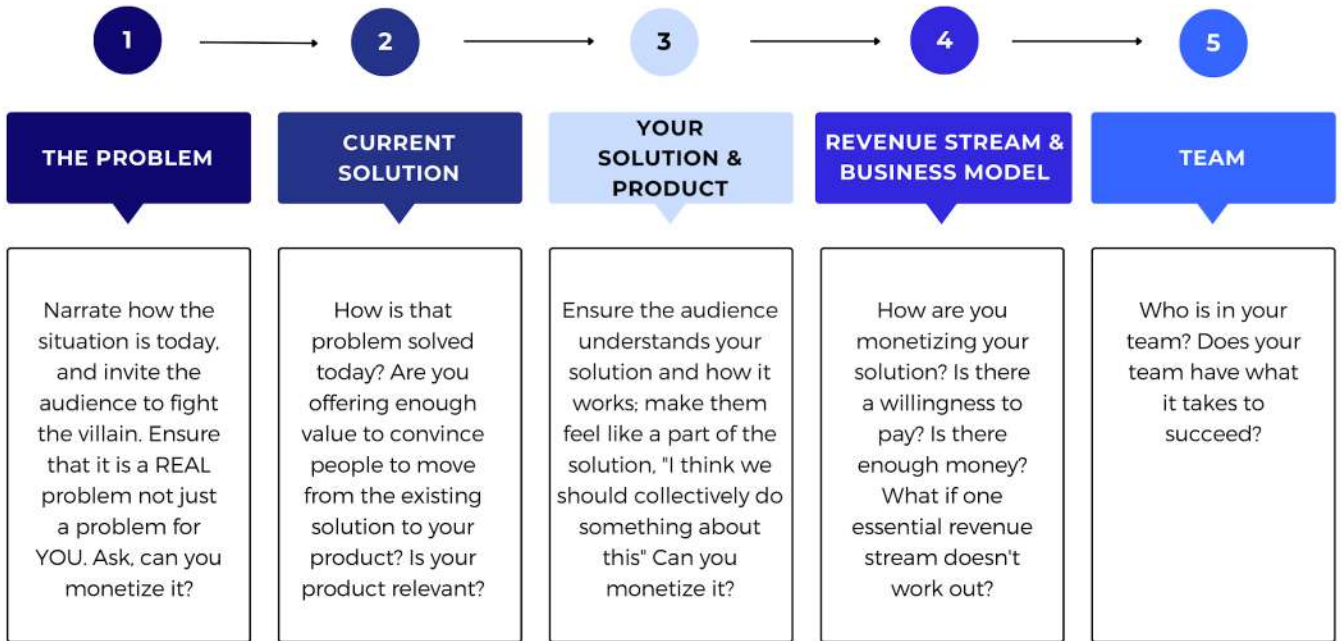 1
2
3
4
5
THE PROBLEM
CURRENT
SOLUTION
YOUR
SOLUTION &
PRODUCT
REVENUE STREAM &
BUSINESS MODEL
TEAM
Narrate how the
situation is today,
and invite the
audience to fight
the villain. Ensure
that it is a REAL
problem not just
a problem for
YOU. Ask, can you
monetize it?
How is that
problem solved
today? Are you
offering enough
value to convince
people to move
from the existing
solution to your
product? Is your
product relevant?
Ensure the audience
understands your
solution and how it
works; make them
feel like a part of the
solution, "I think we
should collectively do
something about
this" Can you
monetize it?
How are you
monetizing your
solution? Is there
a willingness to
pay? Is there
enough money?
What if one
essential revenue
stream doesn't
work out?
Who is in your
team? Does your
team have what
it takes to
succeed?